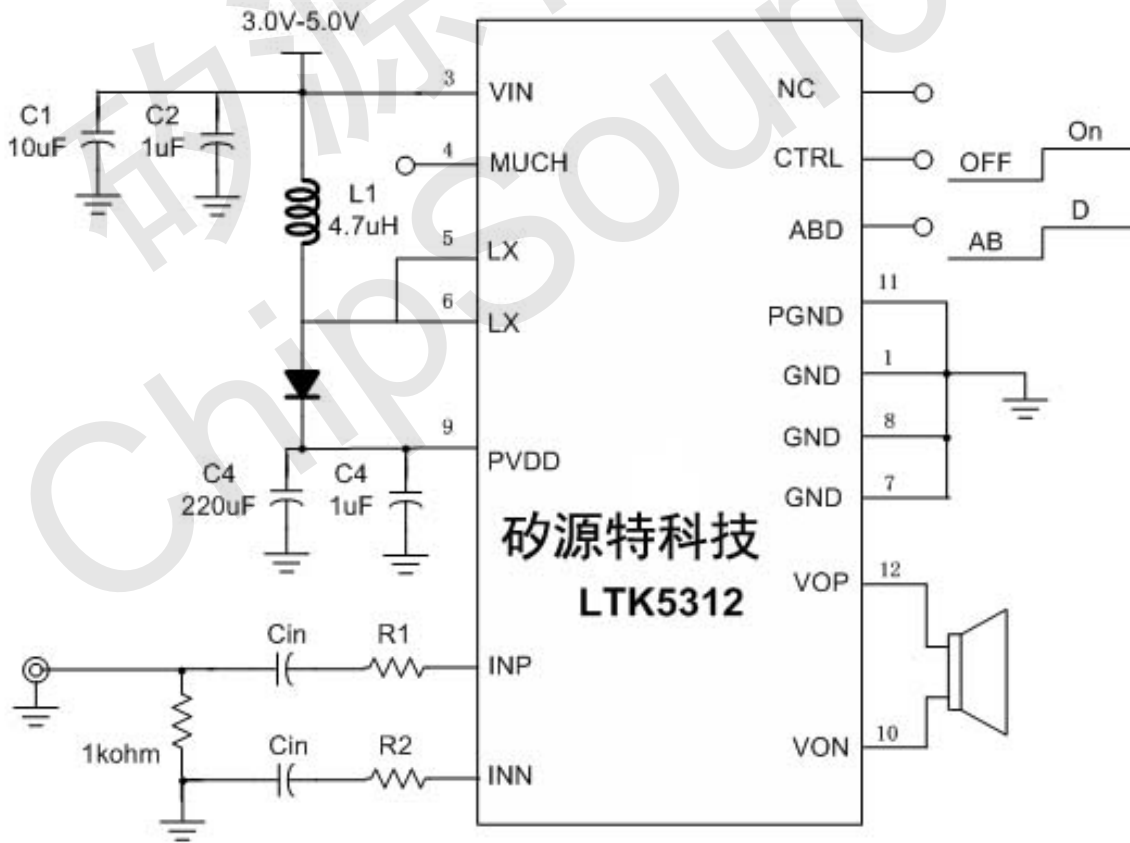 3.0V-5.0V
C1
10uF
C2
1uF
3
VIN
4
MUCH
L1
4.7uH
5
LX
6
LX
9
PVDD
C4
220uF
C4
1uF
Cin
R1
INP
1kohm
Cin
R2
INN
矽源特科技
LTK5312
NC
CTRL
OFF
On
ABD
AB
D
11
PGND
1
GND
8
GND
7
GND
12
VOP
10
VON
矽源
ChipSour